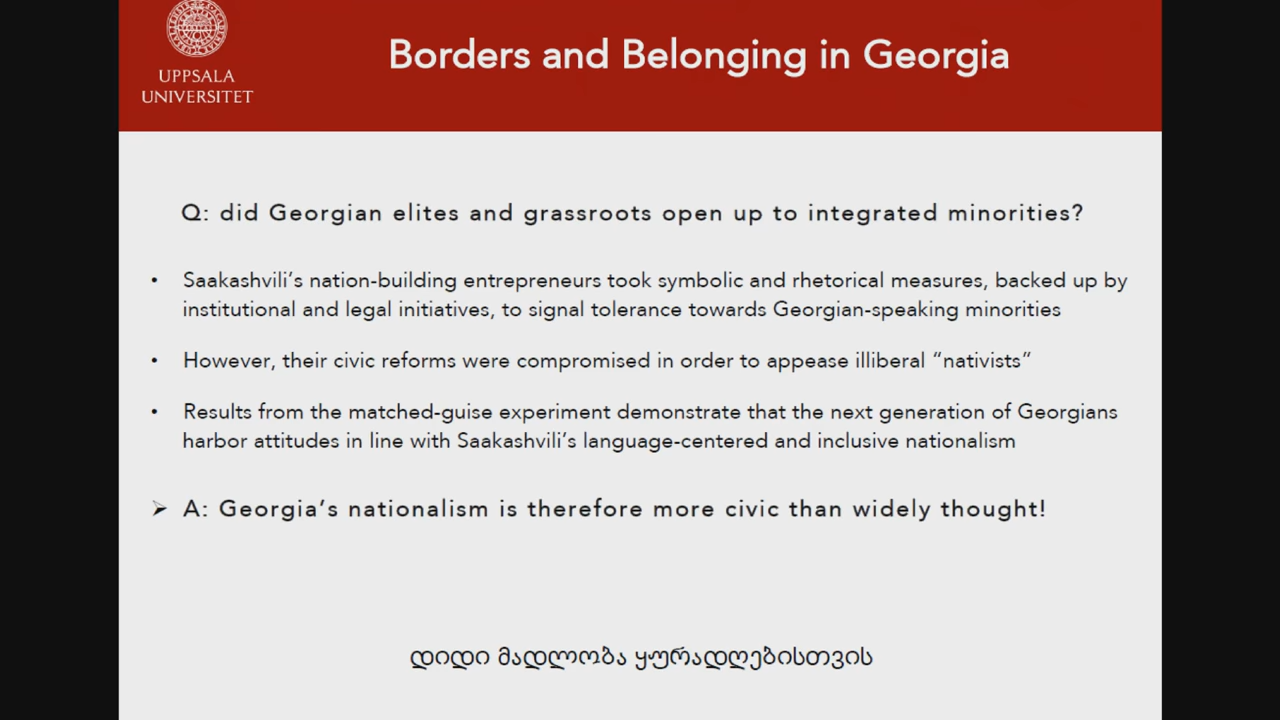 UPPSALA
UNIVERSITET
Borders and Belonging in Georgia
Q: did Georgian elites and grassroots open up to integrated minorities?
• Saakashvili’s nation-building entrepreneurs took symbolic and rhetorical measures, backed up by
institutional and legal initiatives, to signal tolerance towards Georgian-speaking minorities
• However, their civic reforms were compromised in order to appease illiberal “nativists”
• Results from the matched-guise experiment demonstrate that the next generation of Georgians
harbor attitudes in line with Saakashvili’s language-centered and inclusive nationalism
➢ A: Georgia’s nationalism is therefore more civic than widely thought!
დიდი მადლობა ყურადღებისთვის